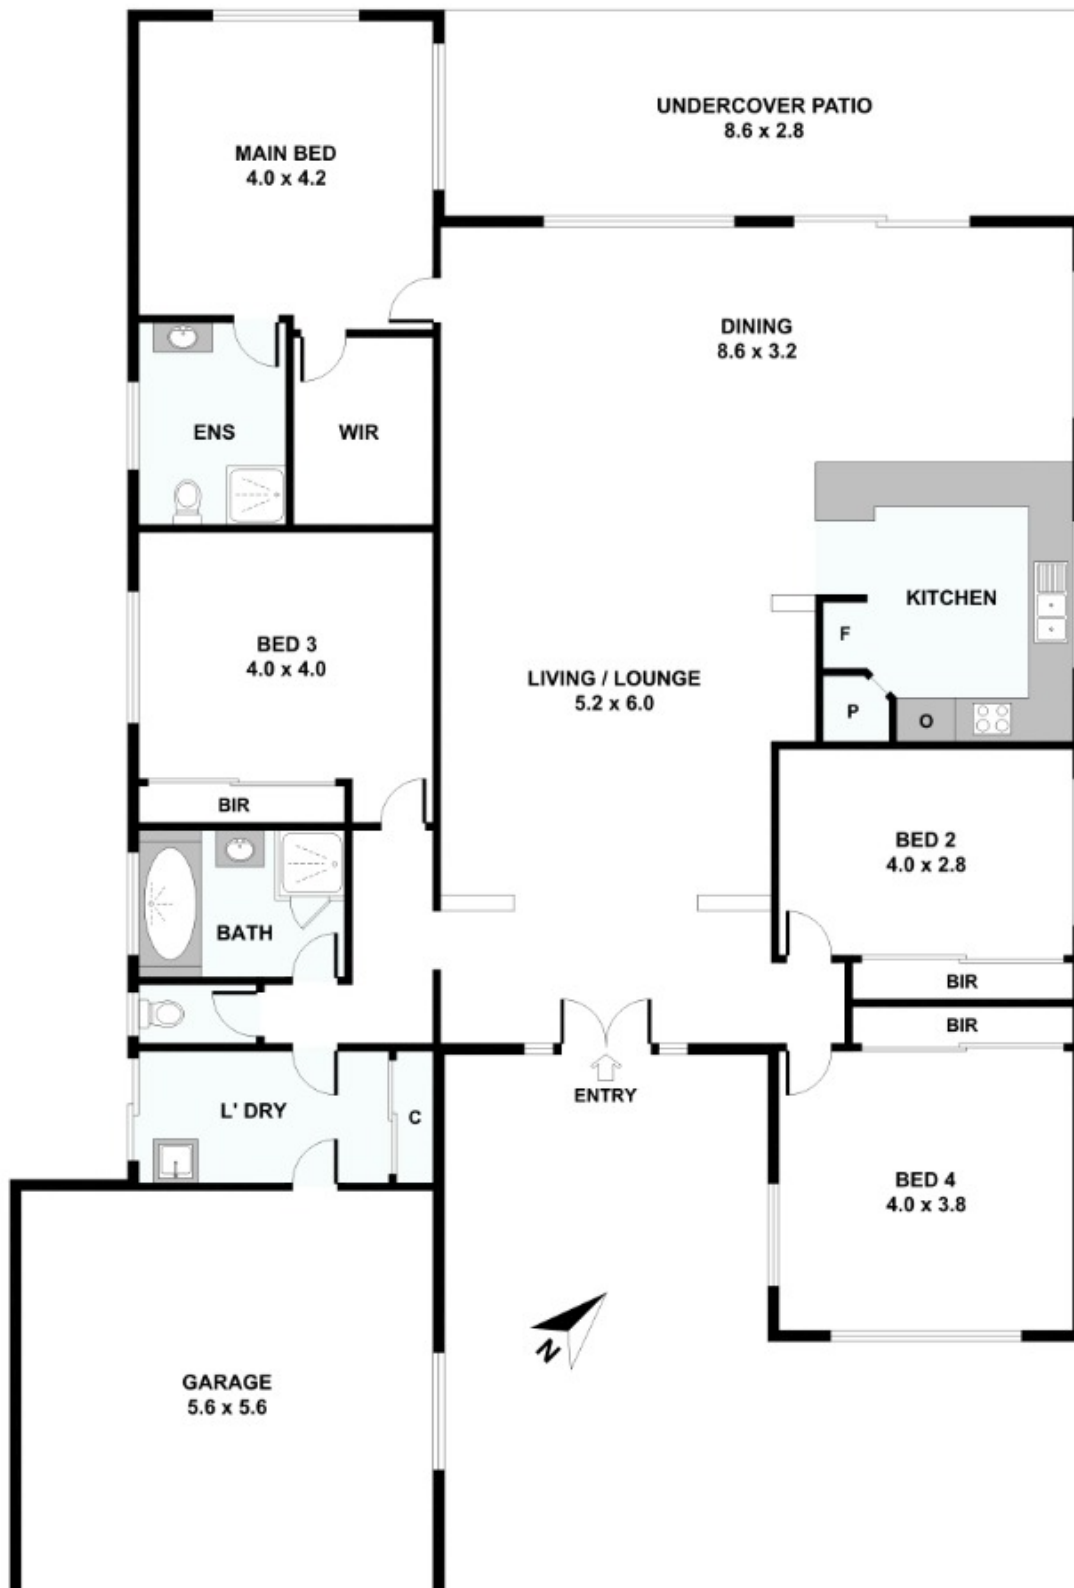 UNDERCOVER PATIO
8.6 x 2.8
MAIN BED
4.0 x 4.2
DINING
8.6 x 3.2
ENS
WIR
KITCHEN
BED 3
4.0 x 4.0
F
LIVING / LOUNGE
5.2 x 6.0
P
O
BIR
BED 2
4.0 x 2.8
BATH
BIR
BIR
ENTRY
L' DRY
C
BED 4
4.0 x 3.8
N
GARAGE
5.6 x 5.6